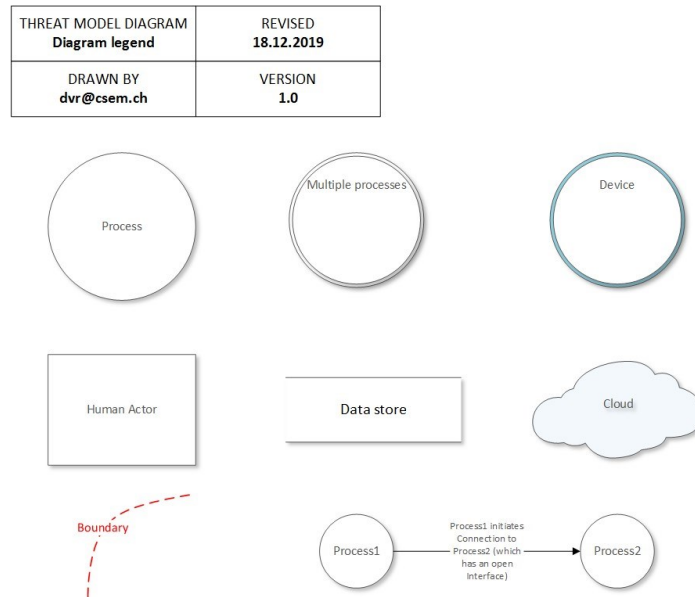 THREAT MODEL DIAGRAM
Diagram legend
REVISED
18.12.2019
DRAWN BY
dvr@csem.ch
VERSION
1.0
Process
Multiple processes
Device
Human Actor
Data store
Cloud
Boundary
Process1
Process1 initiates
Connection to
Process2 (which
has an open
Interface)
Process2